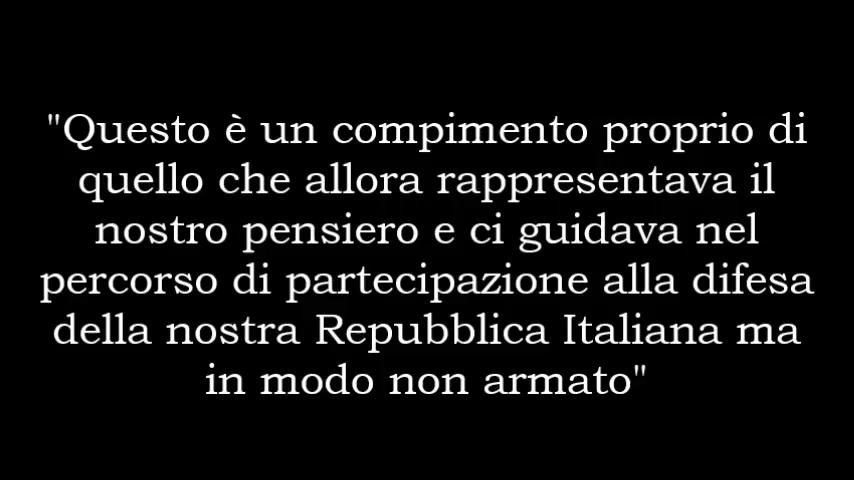 "Questo è un compimento proprio di
quello che allora rappresentava il
nostro pensiero e ci guidava nel
percorso di partecipazione alla difesa
della nostra Repubblica Italiana ma
in modo non armato"